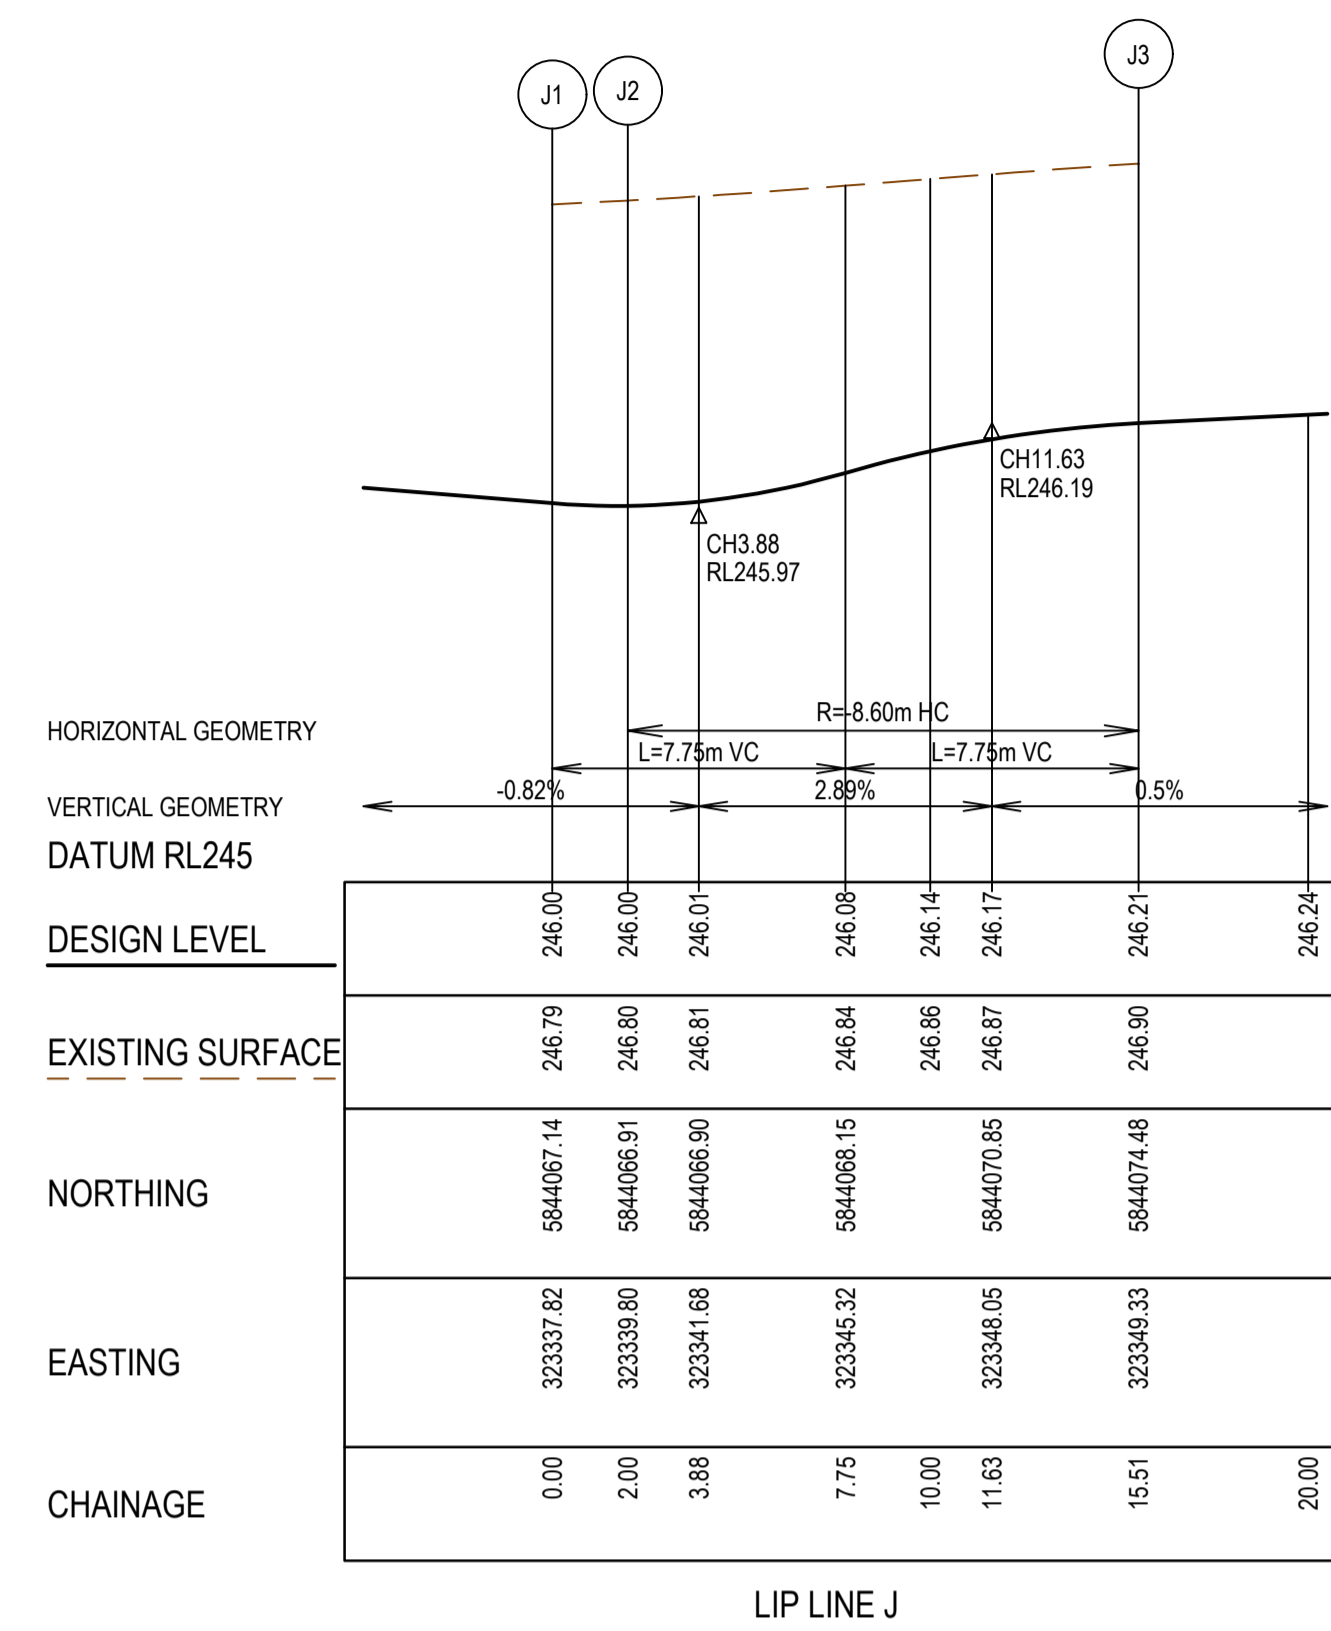 J1
J2
J3
CH11.63
RL246.19
CH3.88
RL245.97
HORIZONTAL GEOMETRY
R=-8.60m HC
L=7.75m VC
L=7.75m VC
VERTICAL GEOMETRY
-0.82%
2.89%
0.5%
DATUM RL245
DESIGN LEVEL
246.00
246.00
246.01
246.08
246.14
246.17
246.21
246.24
EXISTING SURFACE
246.79
246.80
246.81
246.84
246.86
246.87
246.90
NORTHING
5844067.14
5844066.91
5844066.90
5844068.15
5844070.85
5844074.48
EASTING
323337.82
323339.80
323341.68
323345.32
323348.05
323349.33
CHAINAGE
0.00
2.00
3.88
7.75
10.00
11.63
15.51
20.00
LIP LINE J